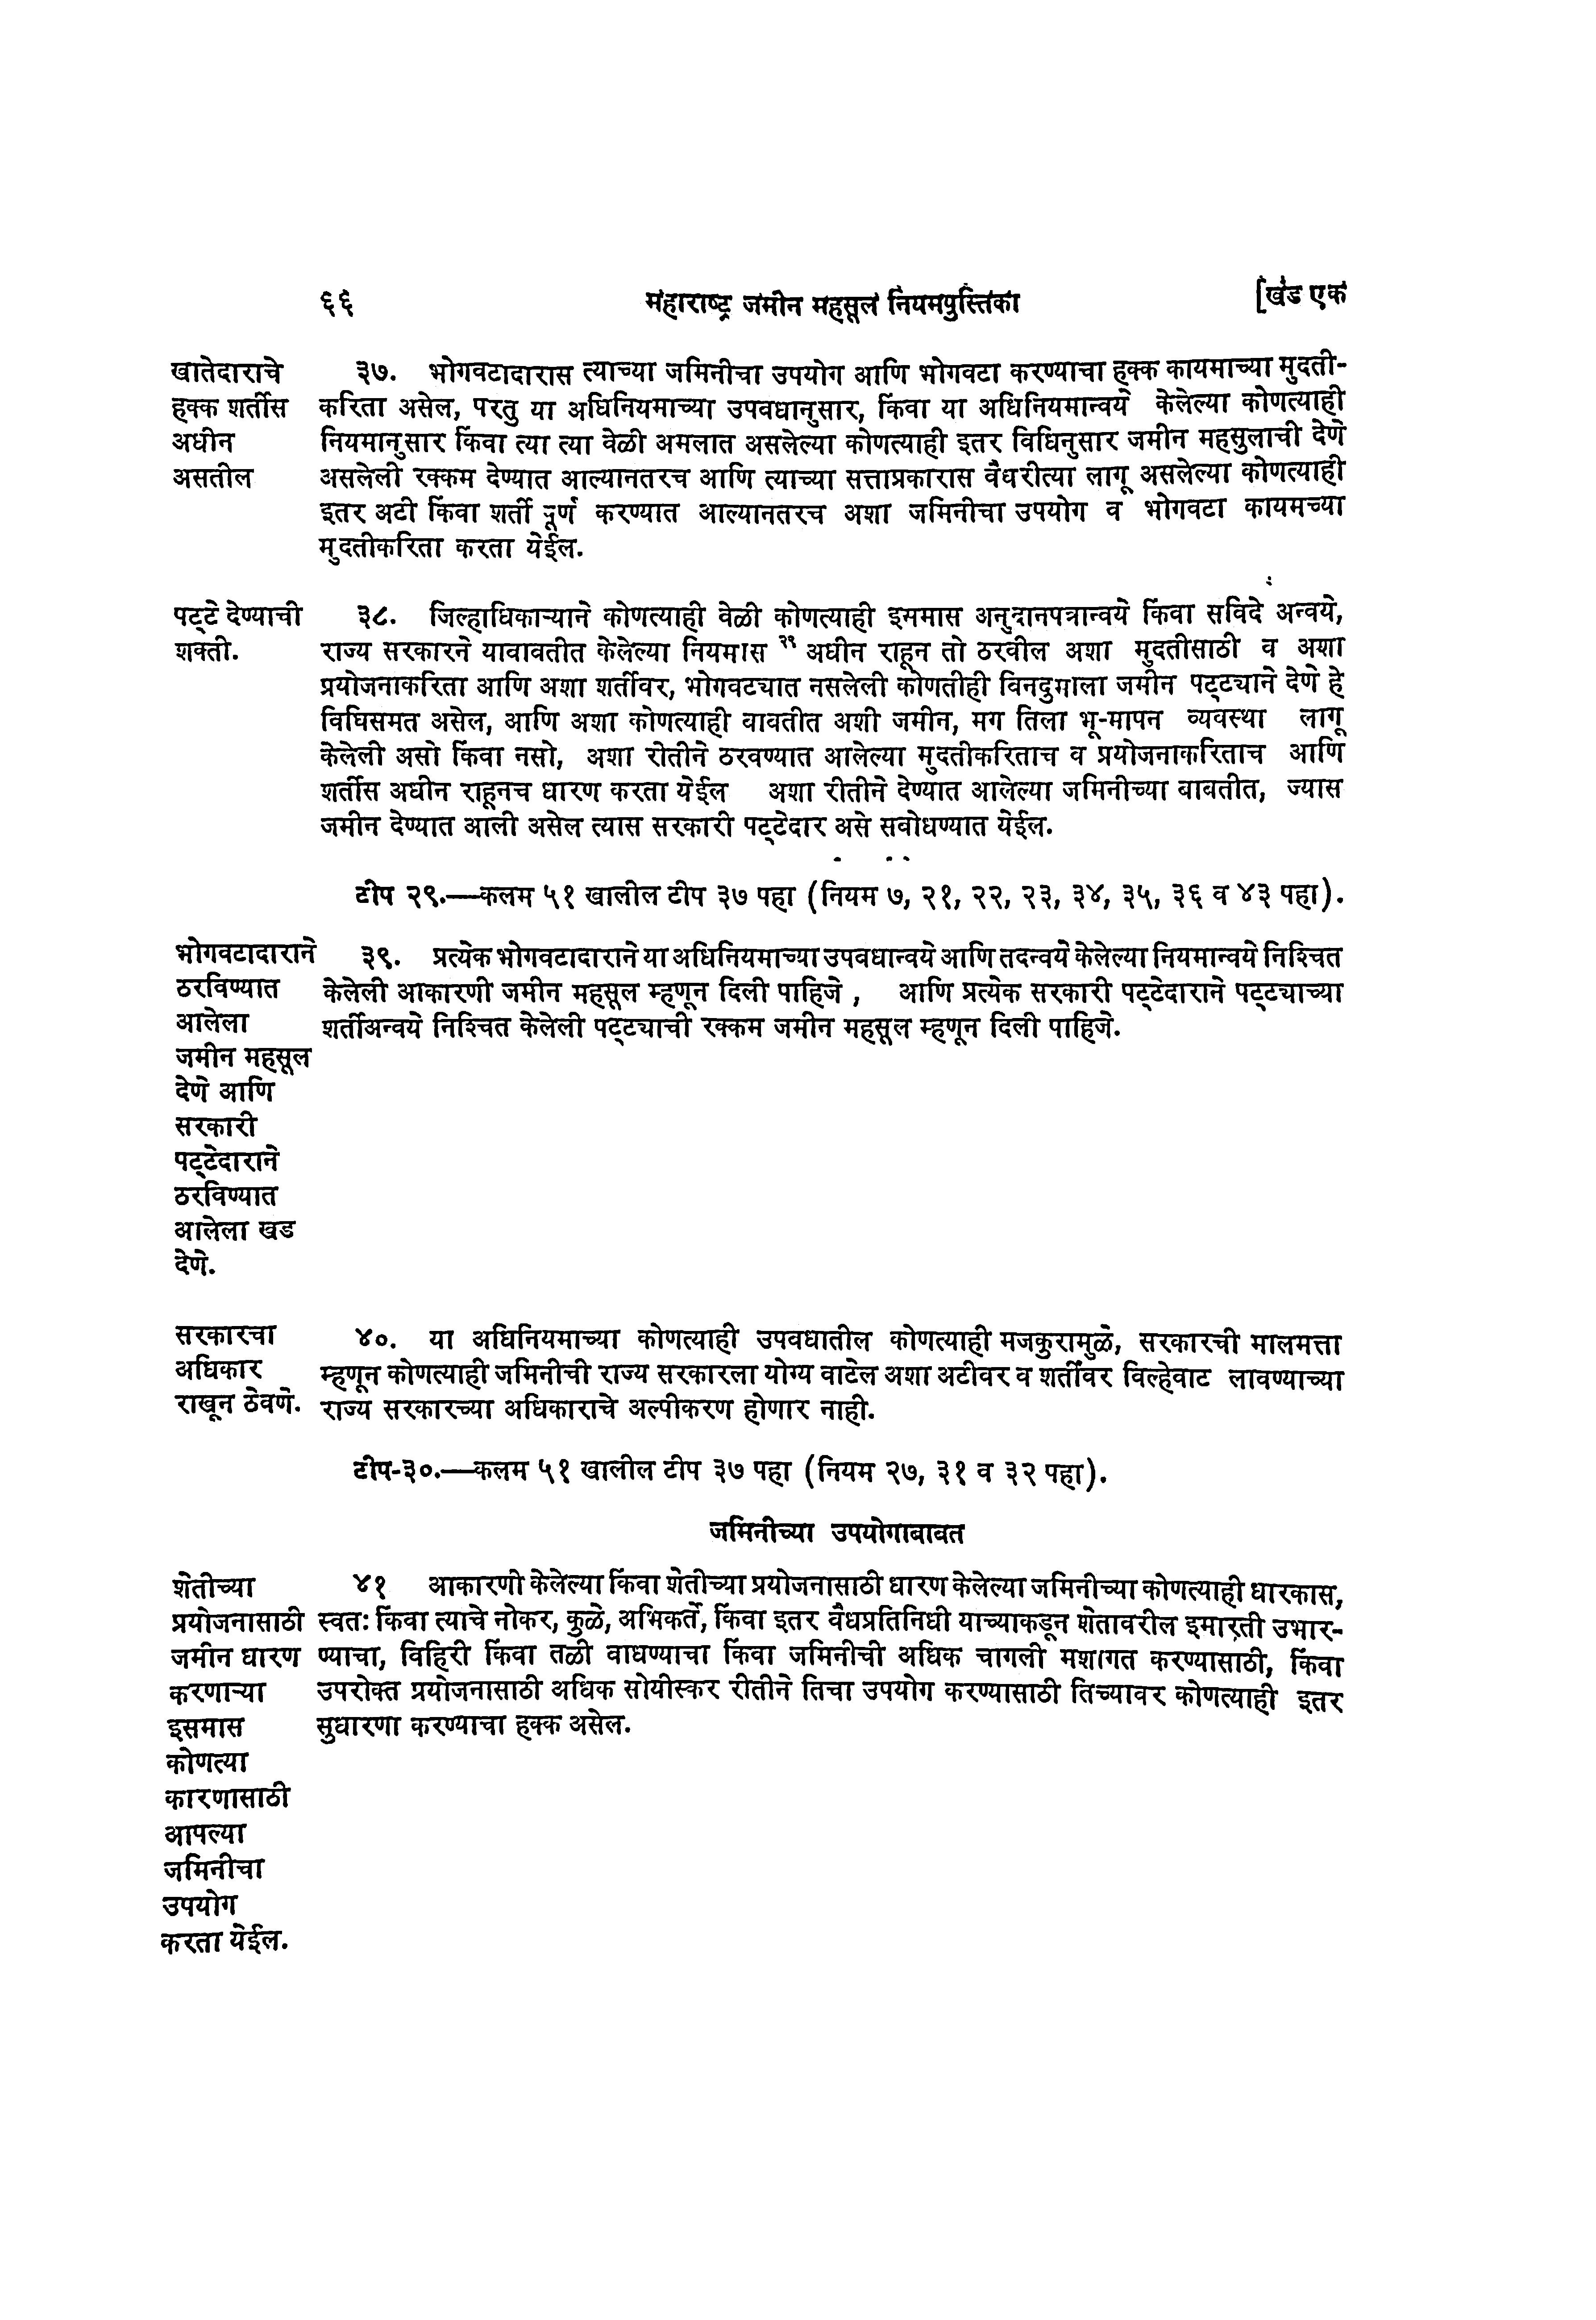 ६६
महाराष्ट्र जमीन महसूल नियमपुस्तिका
[खंड एक
खातेदाराचे
हक्क शर्तीस
अधीन
असतील
३७. भोगवटादारास त्याच्या जमिनीचा उपयोग आणि भोगवटा करण्याचा हक्क कायमाच्या मुदती-
करिता असेल, परतु या अधिनियमाच्या उपवधानुसार, किंवा या अधिनियमान्वये केलेल्या कोणत्याही
नियमानुसार किंवा त्या त्या वेळी अमलात असलेल्या कोणत्याही इतर विधिनुसार जमीन महसुलाची देणे
असलेली रक्कम देण्यात आल्यानतरच आणि त्याच्या सत्ताप्रकारास वैधरीत्या लागू असलेल्या कोणत्याही
इतर अटी किंवा शर्ती पूर्ण करण्यात आल्यानतरच अशा जमिनीचा उपयोग व भोगवटा कायमच्या
मुदतीकरिता करता येईल.
पट्टे देण्याची
शक्ती.
३८. जिल्हाधिकाऱ्याने कोणत्याही वेळी कोणत्याही इममास अनुदानपत्रान्वये किंवा सविदे अन्वये,
राज्य सरकारने यावावतीत केलेल्या नियमास २९ अधीन राहून तो ठरवील अशा मुदतीसाठी व अशा
प्रयोजनाकरिता आणि अशा शर्तीवर, भोगवट्यात नसलेली कोणतीही विनदुमाला जमीन पट्ट्याने देणे हे
विधिसमत असेल, आणि अशा कोणत्याही वावतीत अशी जमीन, मग तिला भू-मापन व्यवस्था लागू
केलेली असो किंवा नसो, अशा रोतीने ठरवण्यात आलेल्या मुदतीकरिताच व प्रयोजनाकरिताच आणि
शर्तीस अधीन राहूनच धारण करता येईल अशा रीतीने देण्यात आलेल्या जमिनीच्या बावतीत, ज्यास
जमीन देण्यात आली असेल त्यास सरकारी पट्टेदार असे सवोधण्यात येईल.
टीप २९.—कलम ५१ खालील टीप ३७ पहा (नियम ७, २१, २२, २३, ३४, ३५, ३६ व ४३ पहा).
भोगवटादाराने
ठरविण्यात
आलेला
जमीन महसूल
देणे आणि
सरकारी
पट्टेदाराने
ठरविण्यात
आलेला खड
देणे.
३९. प्रत्येक भोगवटादाराने या अधिनियमाच्या उपवधान्वये आणि तदन्वये केलेल्या नियमान्वये निश्चित
केलेली आकारणी जमीन महसूल म्हणून दिली पाहिजे , आणि प्रत्येक सरकारी पट्टेदाराने पट्ट्याच्या
शर्तीअन्वये निश्चित केलेली पट्ट्याची रक्कम जमीन महसूल म्हणून दिली पाहिजे.
सरकारचा
अधिकार
राखून ठेवणे.
४०. या अधिनियमाच्या कोणत्याही उपवधातील कोणत्याही मजकुरामुळे, सरकारची मालमत्ता
म्हणून कोणत्याही जमिनीची राज्य सरकारला योग्य वाटेल अशा अटीवर व शर्तीवर विल्हेवाट लावण्याच्या
राज्य सरकारच्या अधिकाराचे अल्पीकरण होणार नाही.
टीप-३०.—कलम ५१ खालील टीप ३७ पहा (नियम २७, ३१ व ३२ पहा).
जमिनीच्या उपयोगाबाबत
शेतीच्या
प्रयोजनासाठी
जमीन धारण
करणाऱ्या
इसमास
कोणत्या
कारणासाठी
आपल्या
जमिनीचा
उपयोग
करता येईल.
४१ आकारणी केलेल्या किंवा शेतीच्या प्रयोजनासाठी धारण केलेल्या जमिनीच्या कोणत्याही धारकास,
स्वतः किंवा त्याचे नोकर, कुळे, अभिकर्ते, किंवा इतर वैधप्रतिनिधी याच्याकडून शेतावरील इमारती उभार-
ण्याचा, विहिरी किंवा तळी वाधण्याचा किंवा जमिनीची अधिक चागली मशागत करण्यासाठी, किंवा
उपरोक्त प्रयोजनासाठी अधिक सोयीस्कर रीतीने तिचा उपयोग करण्यासाठी तिच्यावर कोणत्याही इतर
सुधारणा करण्याचा हक्क असेल.